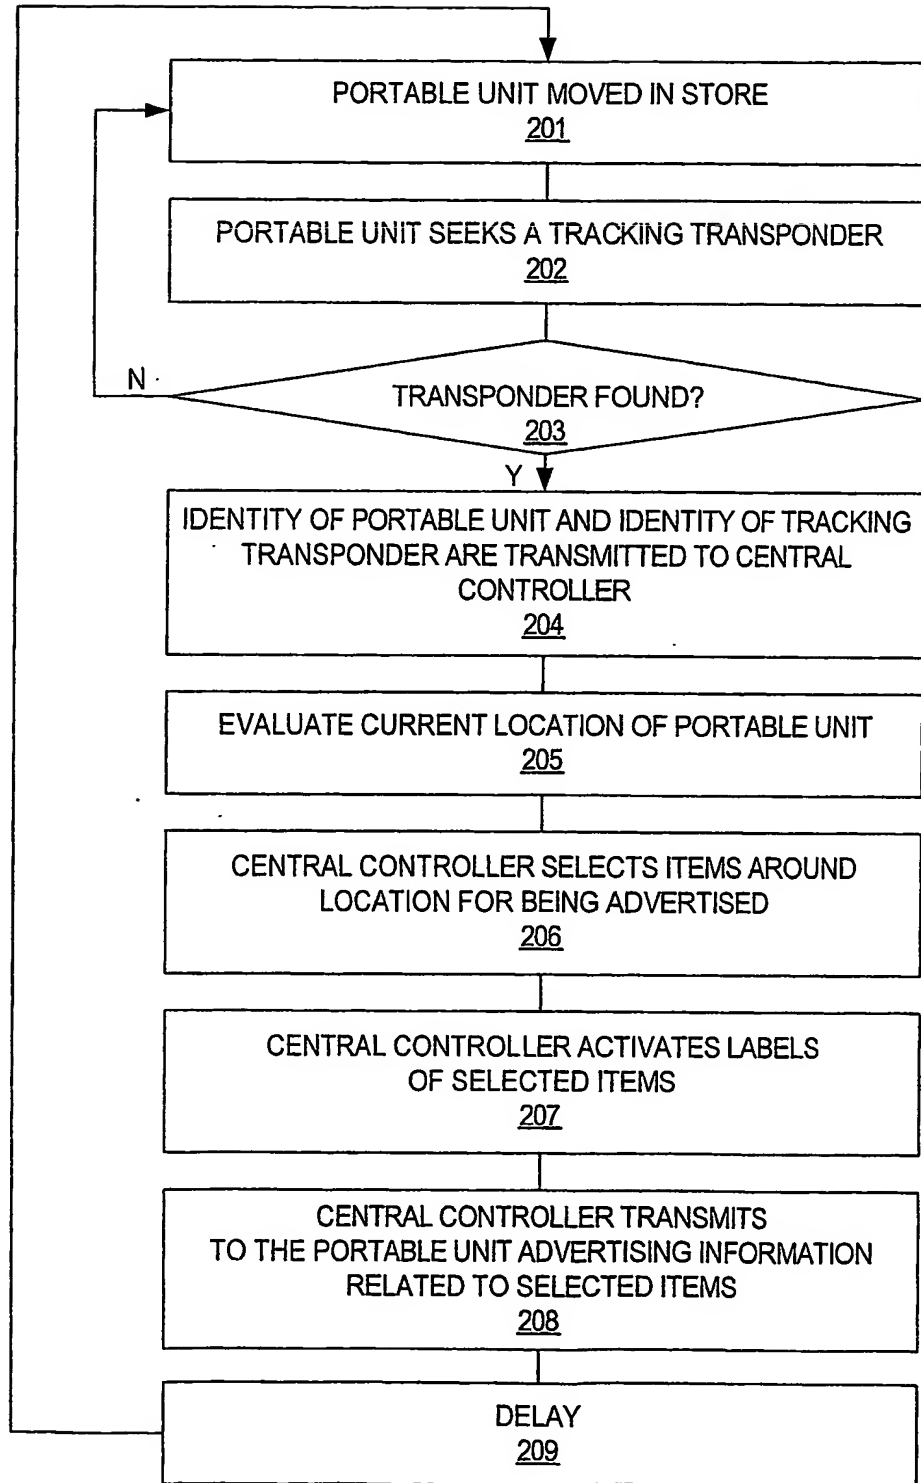 PORTABLE UNIT MOVED IN STORE
201
PORTABLE UNIT SEEKS A TRACKING TRANSPONDER
202
N
TRANSPONDER FOUND?
203
Y
IDENTITY OF PORTABLE UNIT AND IDENTITY OF TRACKING
TRANSPONDER ARE TRANSMITTED TO CENTRAL
CONTROLLER
204
EVALUATE CURRENT LOCATION OF PORTABLE UNIT
205
CENTRAL CONTROLLER SELECTS ITEMS AROUND
LOCATION FOR BEING ADVERTISED
206
CENTRAL CONTROLLER ACTIVATES LABELS
OF SELECTED ITEMS
207
CENTRAL CONTROLLER TRANSMITS
TO THE PORTABLE UNIT ADVERTISING INFORMATION
RELATED TO SELECTED ITEMS
208
DELAY
209